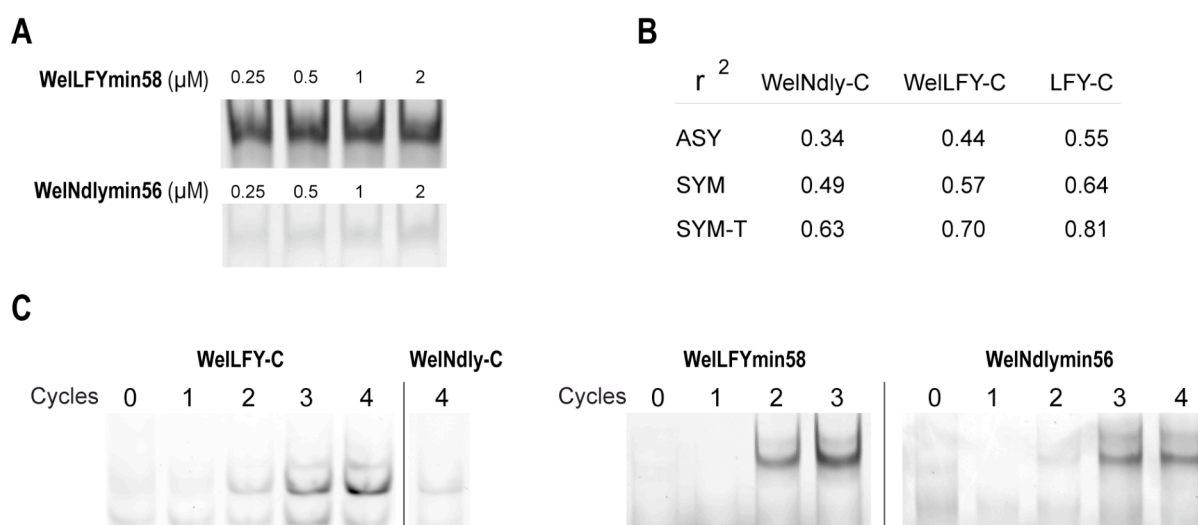 A
WelLFYmin58 (µM) 0.25 0.5 1 2
WelNdlymin56 (µM) 0.25 0.5 1 2
B
r 2 WelNdly-C WelLFY-C LFY-C
ASY 0.34 0.44 0.55
SYM 0.49 0.57 0.64
SYM-T 0.63 0.70 0.81
C
WelLFY-C WelNdly-C
Cycles 0 1 2 3 4 4
WelLFYmin58 WelNdlymin56
Cycles 0 1 2 3 0 1 2 3 4